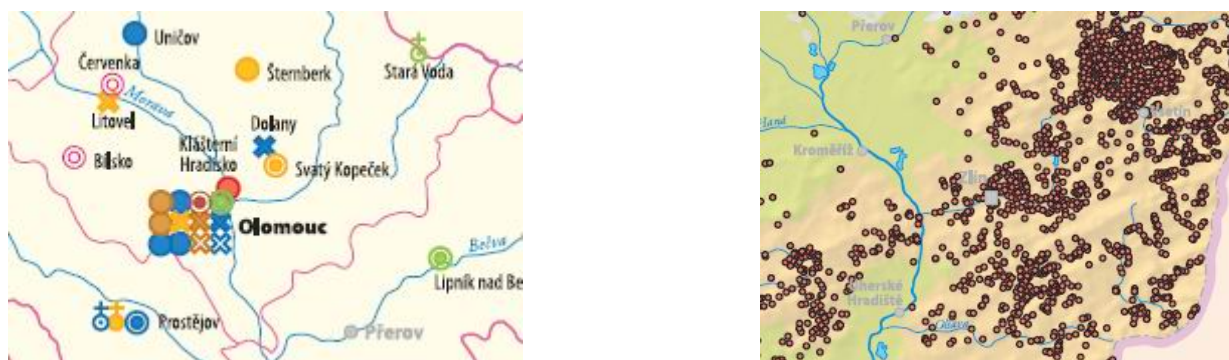 Uničov
Červenka
Šternberk
Stará Voda
Morava
Litovel
Dolany
Klášterní
Hradisko
Bílsko
Svatý Kopeček
Olomouc
Bečva
Lipník nad Be
Prostějov
Přerov
Přerov
Kroměříž
Zlín
Hradiště